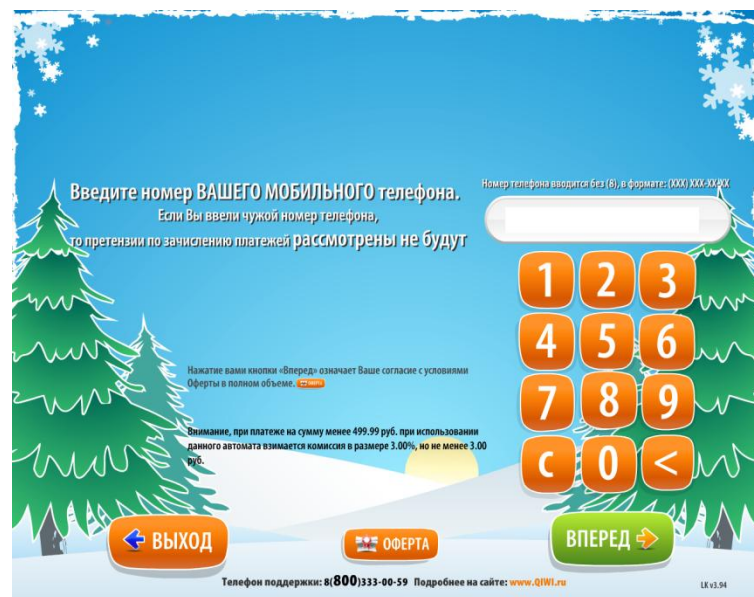 Введите номер ВАШЕГО МОБИЛЬНОГО телефона.
Если Вы ввели чужой номер телефона,
то претензии по зачислению платежей рассмотрены не будут
Номер телефона вводится без (8), в формате: (XXX) XXX-XX-XX
1 2 3
4 5 6
7 8 9
С 0 <
Нажатие вами кнопки «Вперед» означает Ваше согласие с условиями
Оферты в полном объеме.
Внимание, при платеже на сумму менее 499.99 руб. при использовании
данного автомата взимается комиссия в размере 3.00%, но не менее 3.00
руб.
ВЫХОД
ОФЕРТА
ВПЕРЕД
Телефон поддержки: 8(800)333-00-59 Подробнее на сайте: www.QIWI.ru
LK v3.94